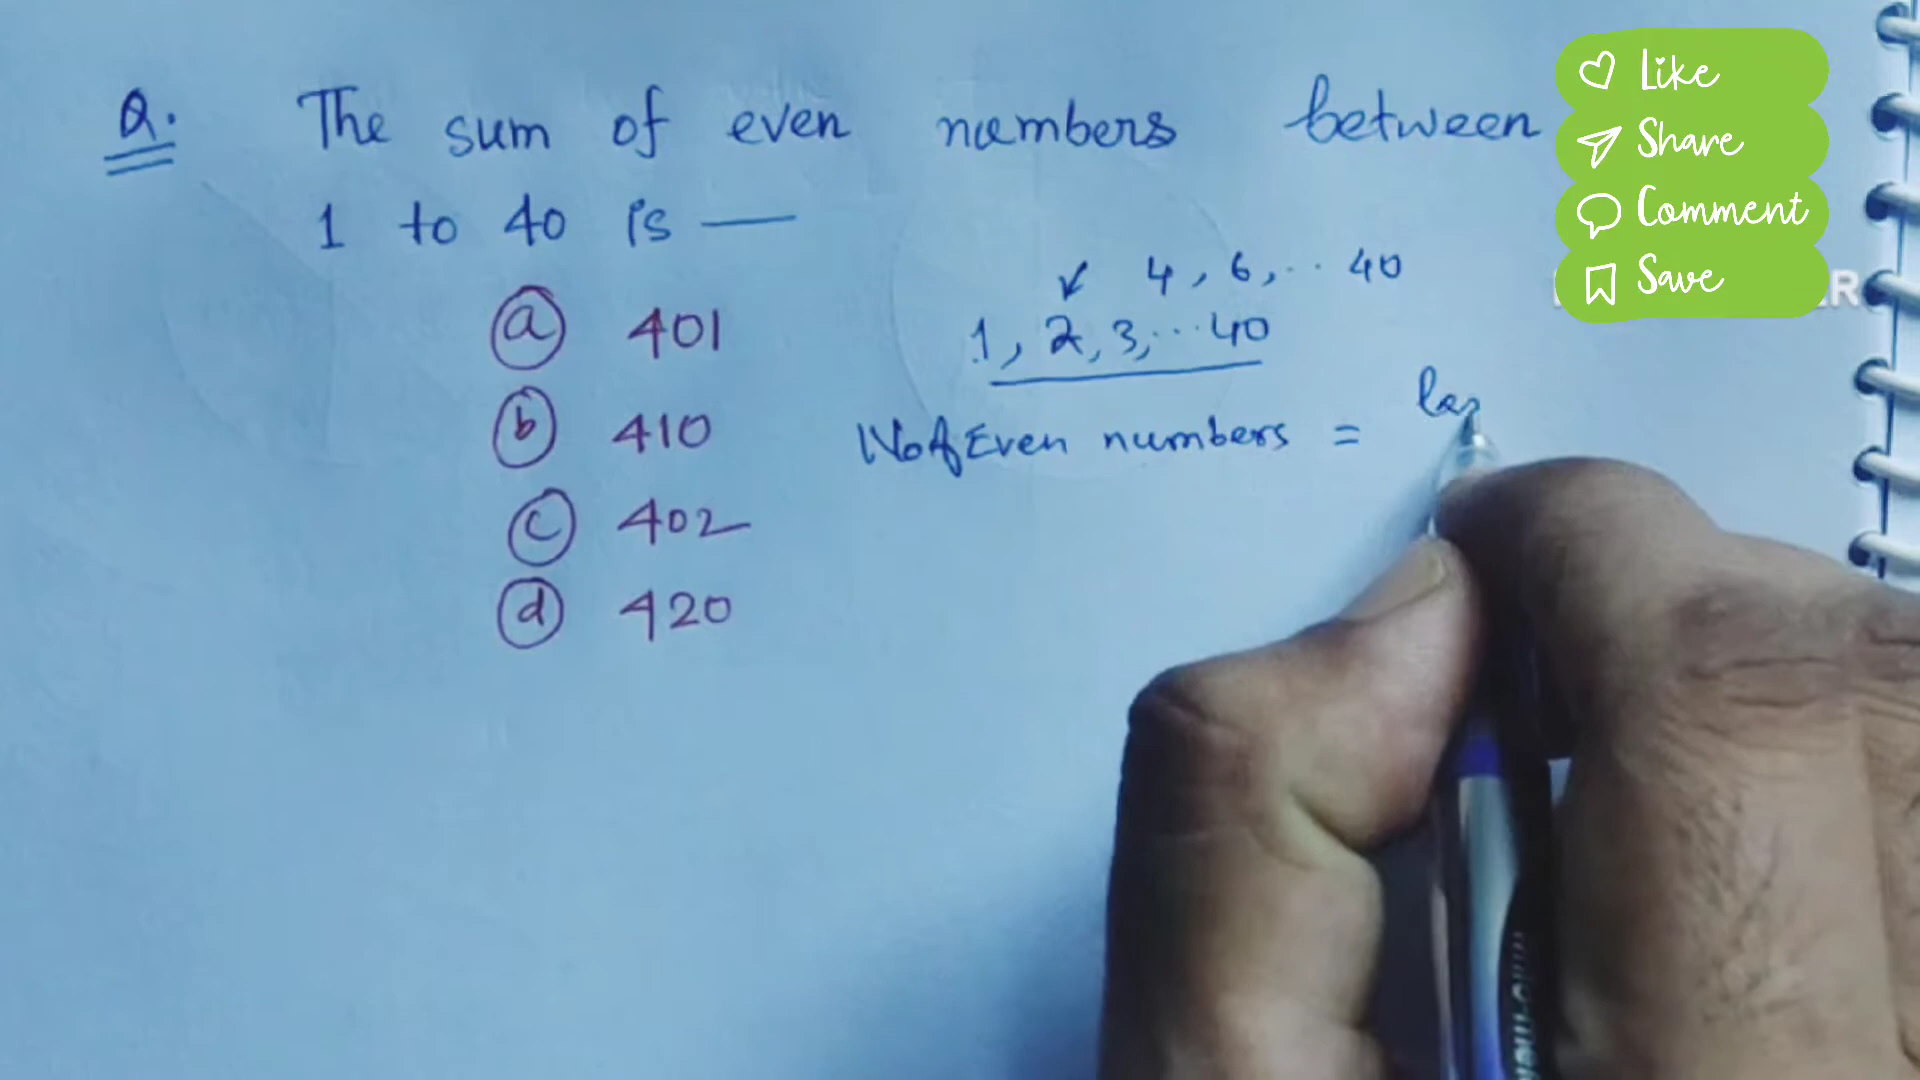 Q. The sum of even numbers between
1 to 40 is —
(a) 401
(b) 410
(c) 402
(d) 420
4, 6, .. 40
1, 2, 3, ... 40
No of Even numbers =
Like
Share
Comment
Save